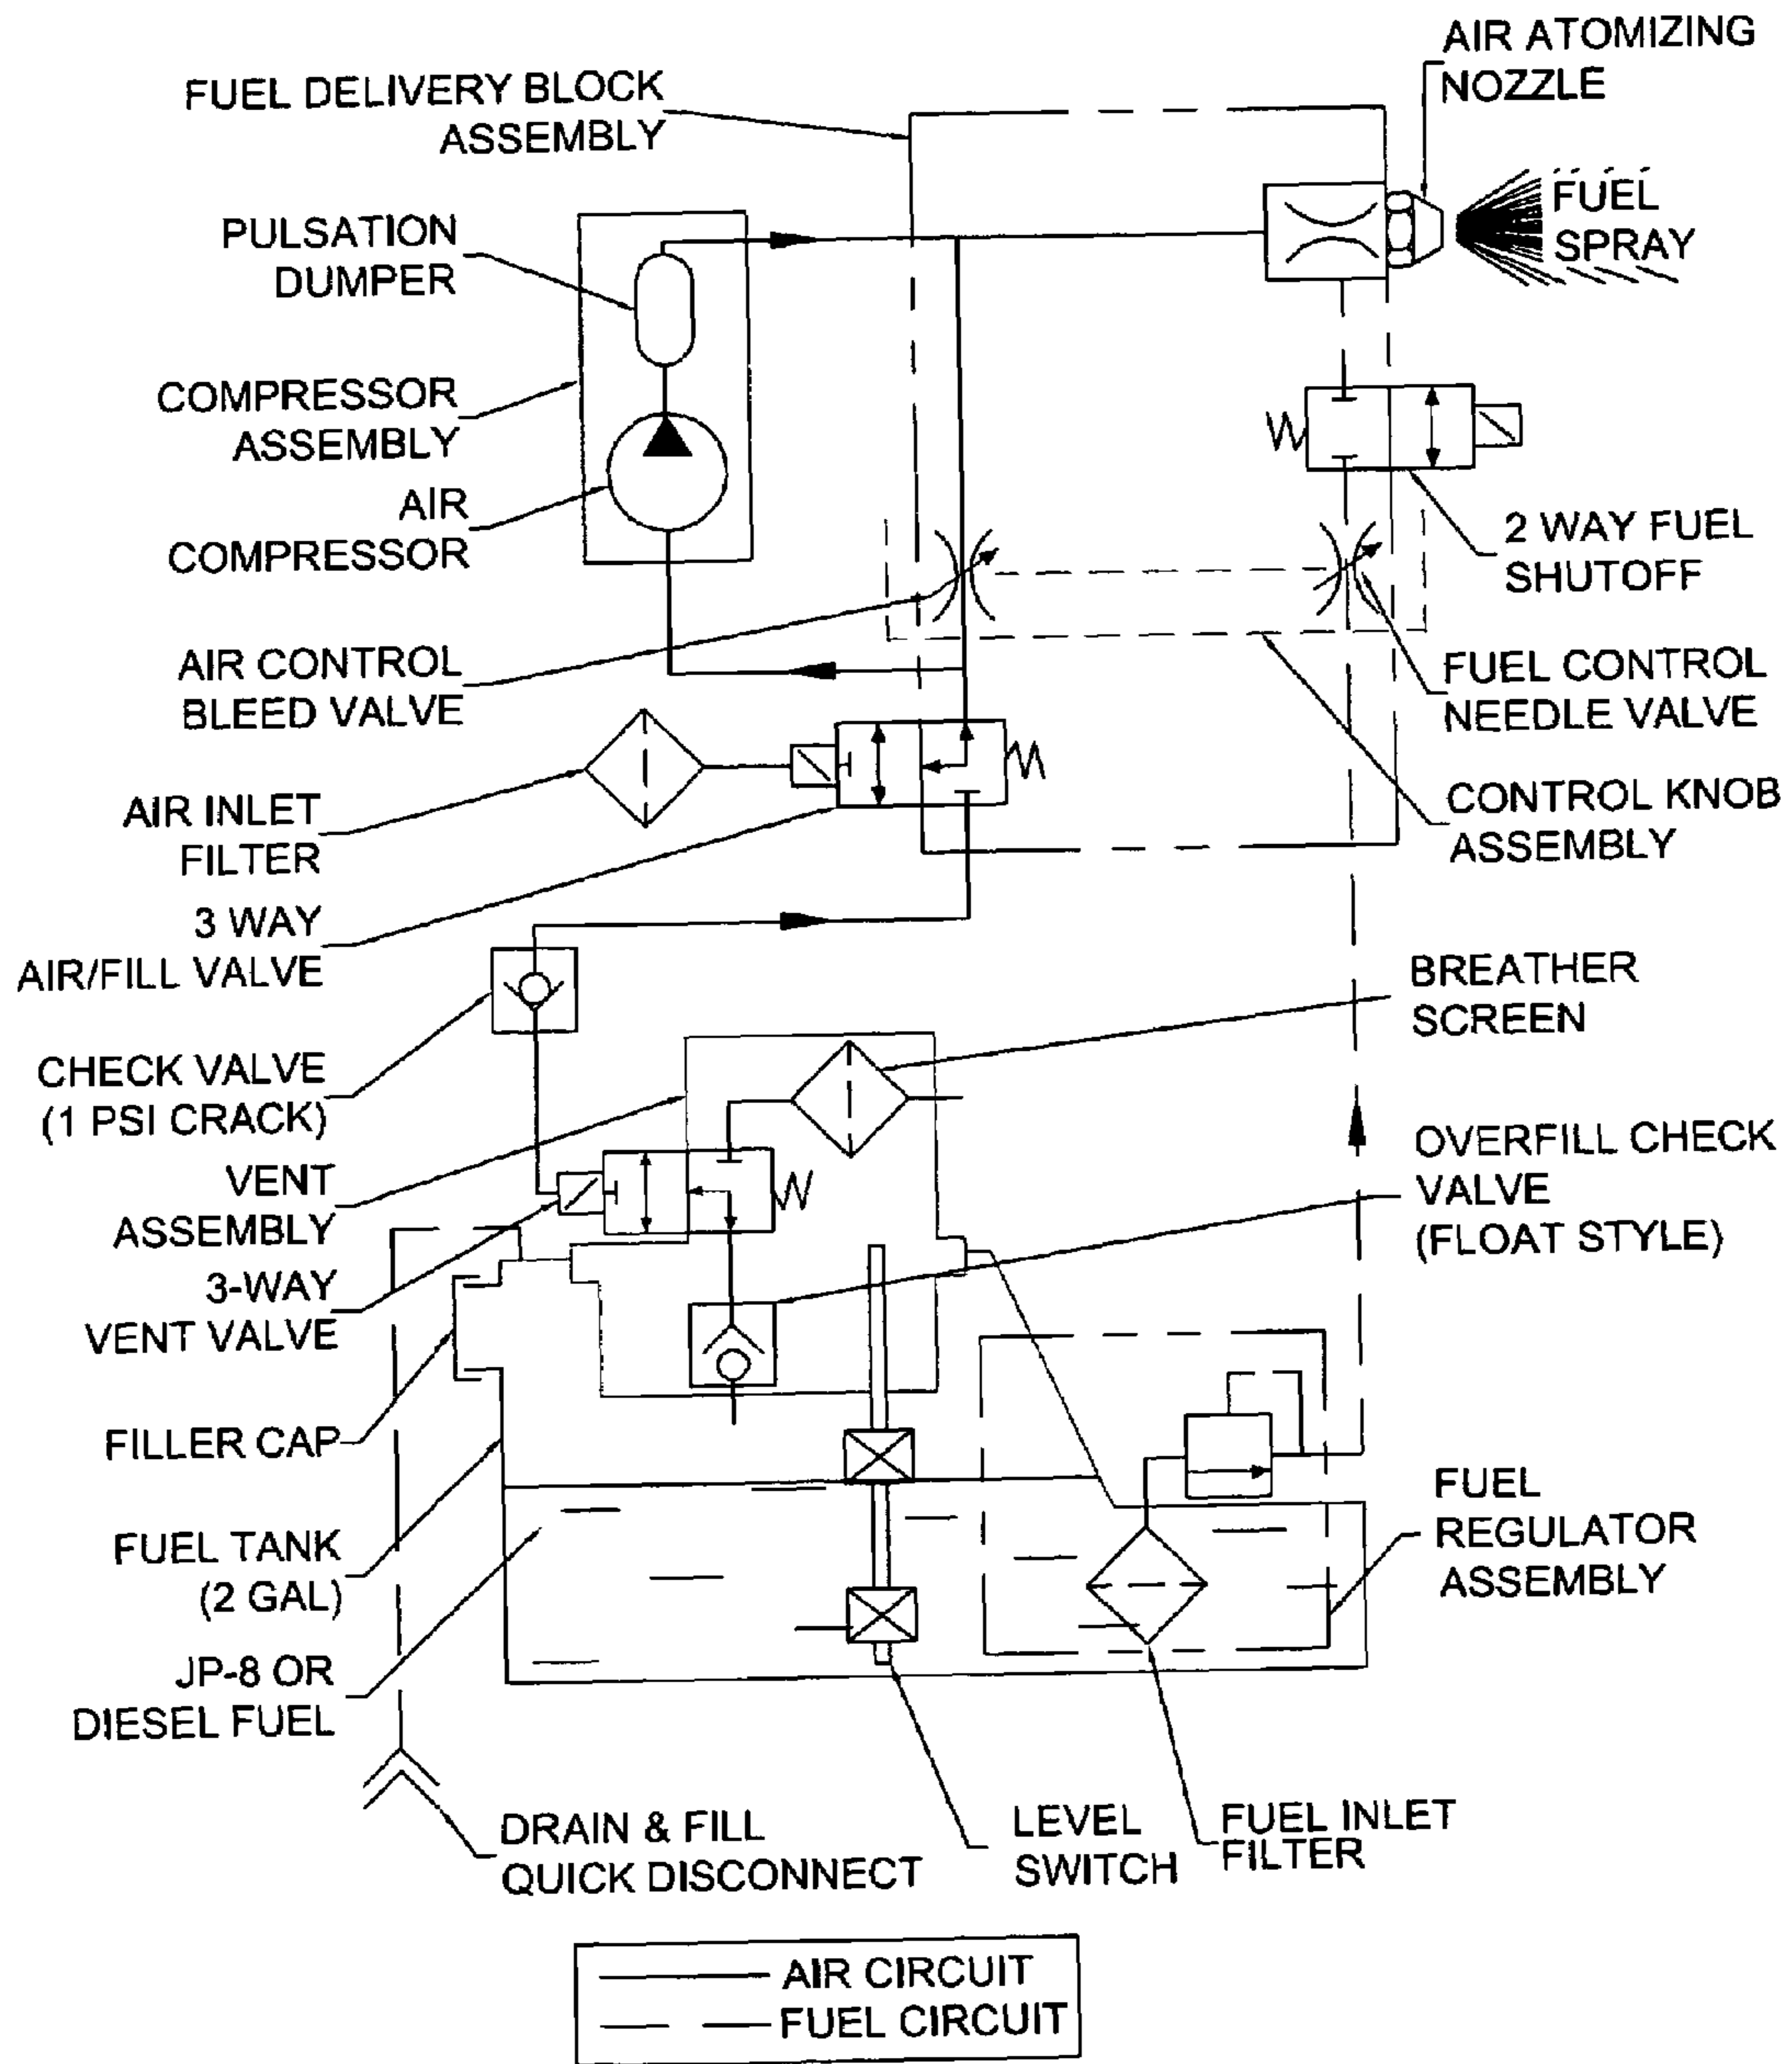 AIR ATOMIZING
NOZZLE
FUEL DELIVERY BLOCK
ASSEMBLY
FUEL
SPRAY
PULSATION
DUMPER
COMPRESSOR
ASSEMBLY
AIR
COMPRESSOR
2 WAY FUEL
SHUTOFF
AIR CONTROL
BLEED VALVE
FUEL CONTROL
NEEDLE VALVE
AIR INLET
FILTER
CONTROL KNOB
ASSEMBLY
3 WAY
AIR/FILL VALVE
BREATHER
SCREEN
CHECK VALVE
(1 PSI CRACK)
OVERFILL CHECK
VALVE
(FLOAT STYLE)
VENT
ASSEMBLY
3-WAY
VENT VALVE
FILLER CAP
FUEL
REGULATOR
ASSEMBLY
FUEL TANK
(2 GAL)
JP-8 OR
DIESEL FUEL
DRAIN & FILL
QUICK DISCONNECT
LEVEL
SWITCH
FUEL INLET
FILTER
AIR CIRCUIT
FUEL CIRCUIT